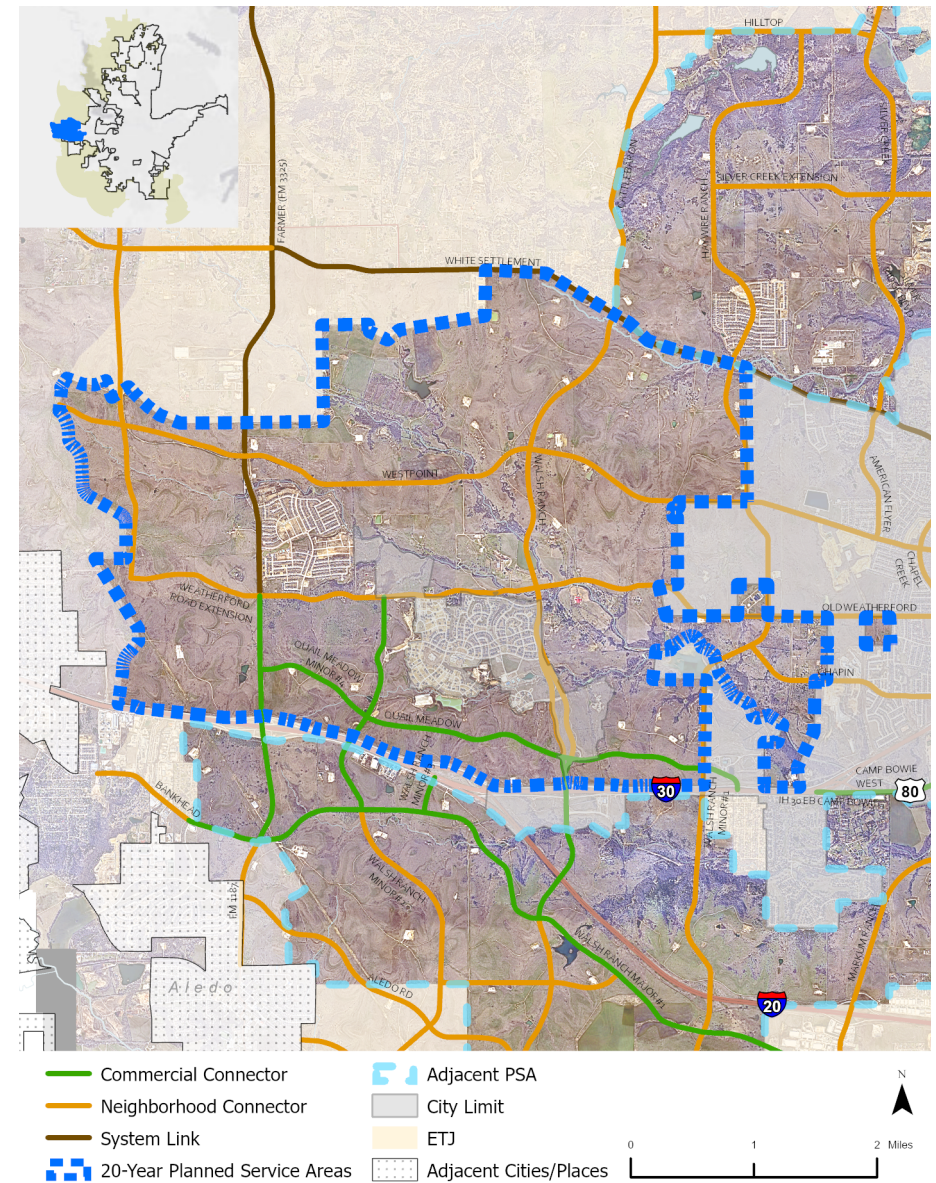 HILLTOP
SILVER CREEK
SILVER CREEK EXTENSION
HAYWIRE RANCH
FARMER (FM 3325)
WHITE SETTLEMENT
WESTPOINT
WALSH RANCH
AMERICAN FLYER
CHAPEL
CREEK
WEATHERFORD
ROAD EXTENSION
OLD WEATHERFORD
QUAIL MEADOW
MINOR #1
CHAPIN
QUAIL MEADOW
WALSH RANCH
CAMP BOWIE
WEST
30
80
IH 30 EB CAMP BOWIE
WALSH RANCH
MINOR #1
BANKHEAD
WALSH RANCH
FM 1187
MARKUM RANCH
WALSH RANCH MAJOR #1
Aledo
ALEDO RD
20
Commercial Connector
Neighborhood Connector
System Link
20-Year Planned Service Areas
Adjacent PSA
City Limit
ETJ
Adjacent Cities/Places
N
0 1 2 Miles